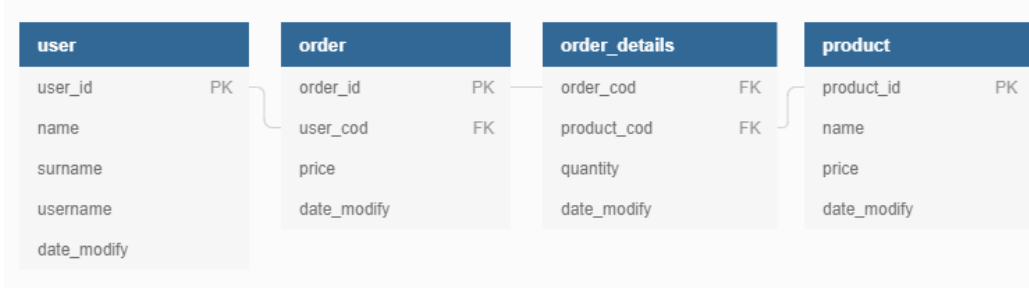 user
user_id PK
name
surname
username
date_modify
order
order_id PK
user_cod FK
price
date_modify
order_details
order_cod FK
product_cod FK
quantity
date_modify
product
product_id PK
name
price
date_modify